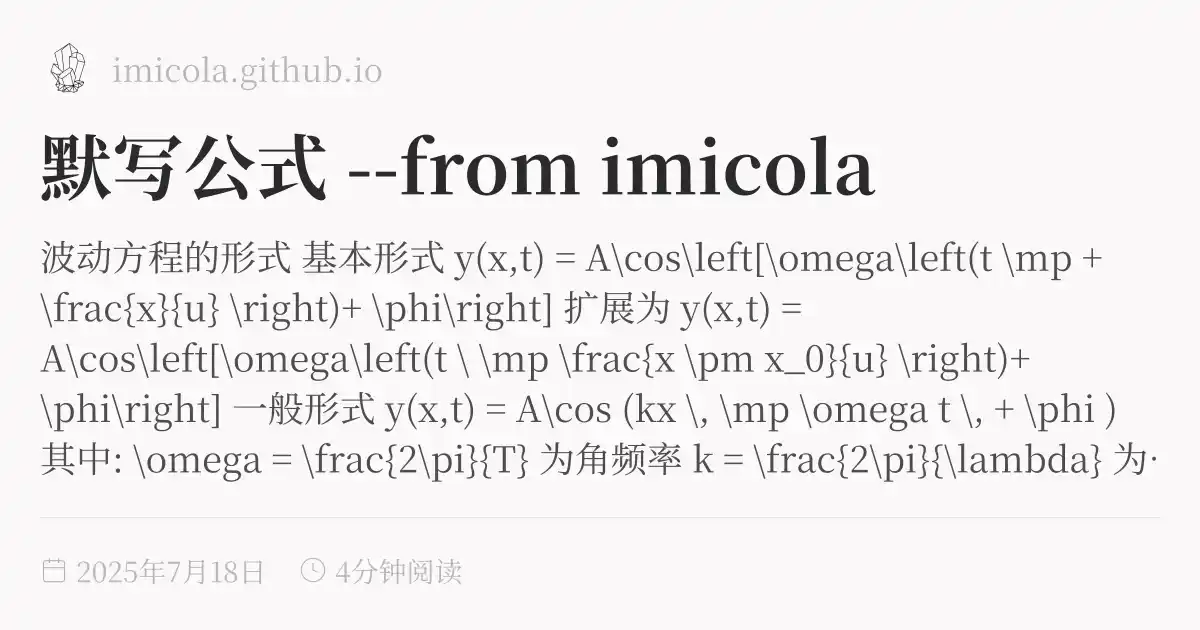 imicola.github.io
默写公式 --from imicola
波动方程的形式 基本形式 y(x,t) = A\cos\left[\omega\left(t \mp +
\frac{x}{u} \right)+ \phi\right] 扩展为 y(x,t) =
A\cos\left[\omega\left(t \ \mp \frac{x \pm x_0}{u} \right)+
\phi\right] 一般形式 y(x,t) = A\cos (kx \, \mp \omega t \, + \phi )
其中: \omega = \frac{2\pi}{T} 为角频率 k = \frac{2\pi}{\lambda} 为·
2025年7月18日 4分钟阅读